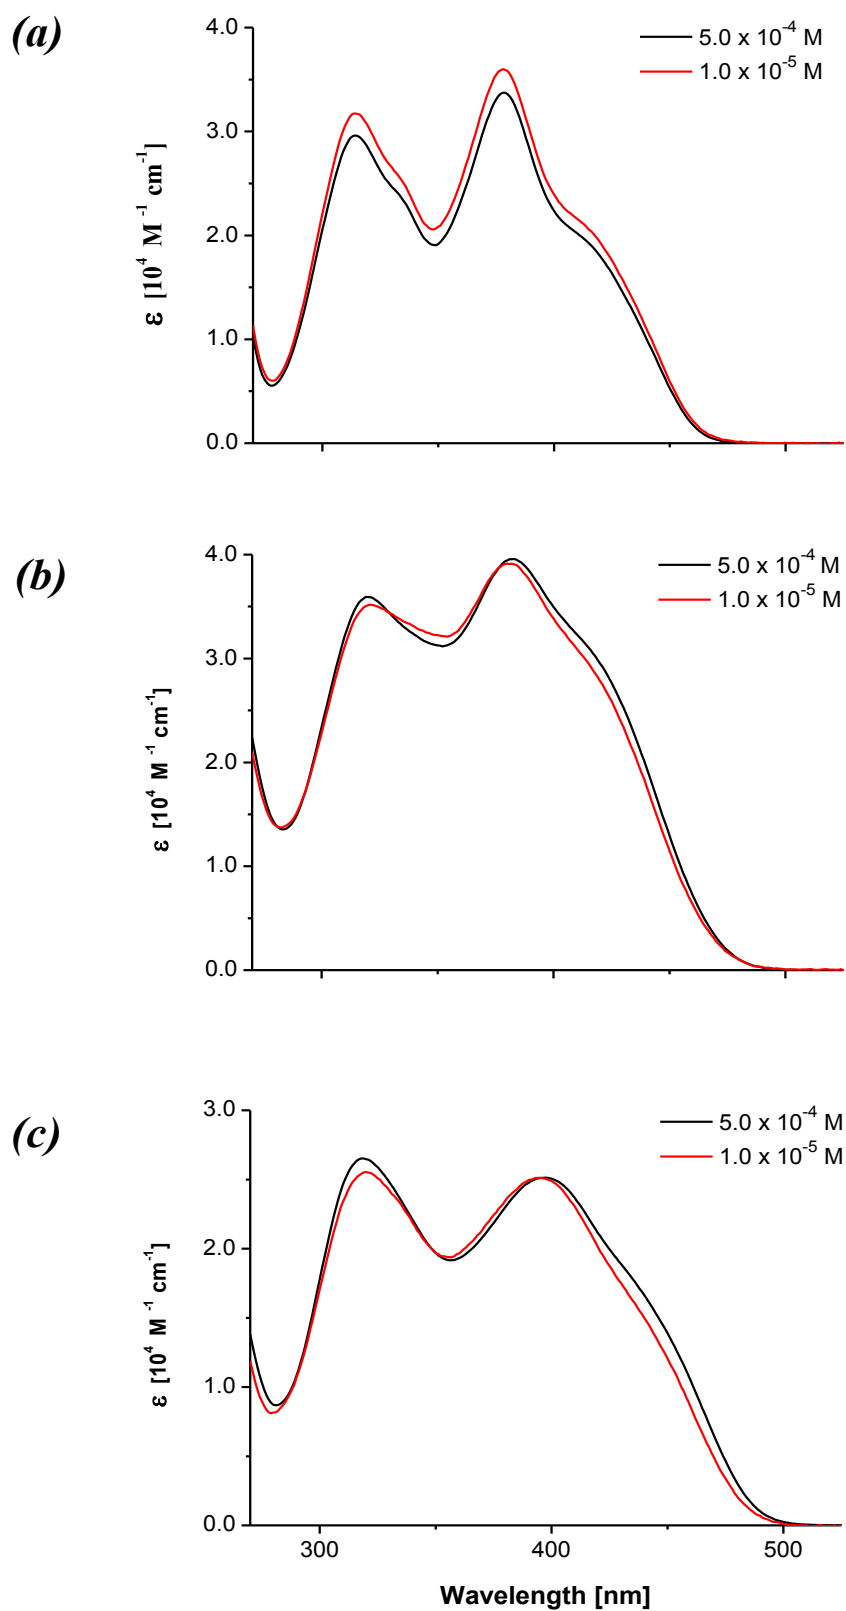 (a)
5.0 x 10⁻⁴ M
1.0 x 10⁻⁵ M
ε [10⁴ M⁻¹ cm⁻¹]
4.0
3.0
2.0
1.0
0.0
(b)
5.0 x 10⁻⁴ M
1.0 x 10⁻⁵ M
ε [10⁴ M⁻¹ cm⁻¹]
4.0
3.0
2.0
1.0
0.0
(c)
5.0 x 10⁻⁴ M
1.0 x 10⁻⁵ M
ε [10⁴ M⁻¹ cm⁻¹]
3.0
2.0
1.0
0.0
300 400 500
Wavelength [nm]